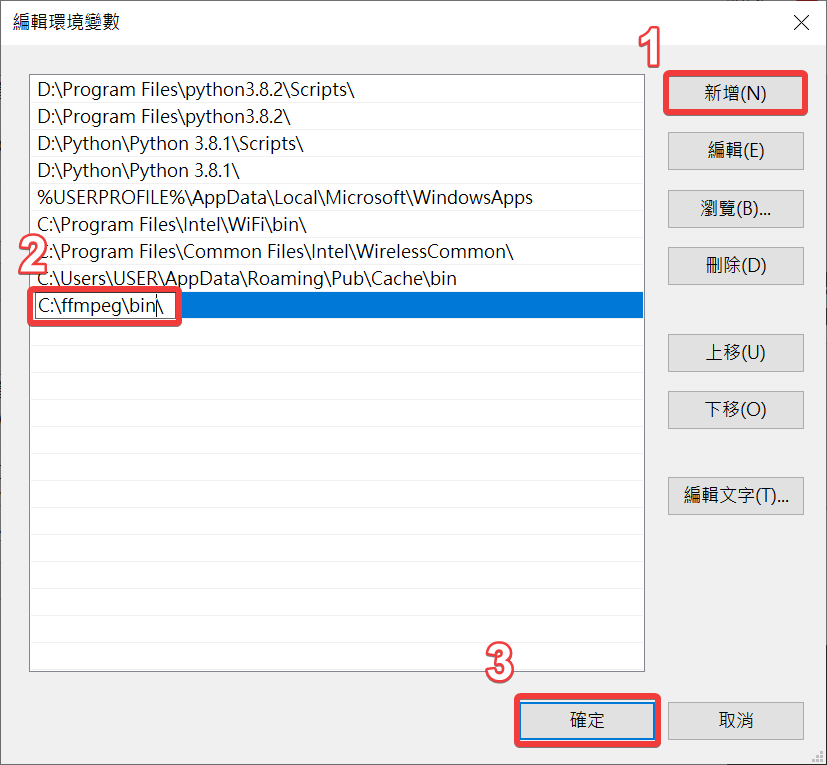 編輯環境變數
1
D:\Program Files\python3.8.2\Scripts\
新增(N)
D:\Program Files\python3.8.2\
D:\Python\Python 3.8.1\Scripts\
編輯(E)
D:\Python\Python 3.8.1\
%USERPROFILE%\AppData\Local\Microsoft\WindowsApps
瀏覽(B)...
C:\Program Files\Intel\WiFi\bin\
2
C:\Program Files\Common Files\Intel\WirelessCommon\
刪除(D)
C:\Users\USER\AppData\Roaming\Pub\Cache\bin
C:\ffmpeg\bin\
上移(U)
下移(O)
編輯文字(T)...
3
確定
取消